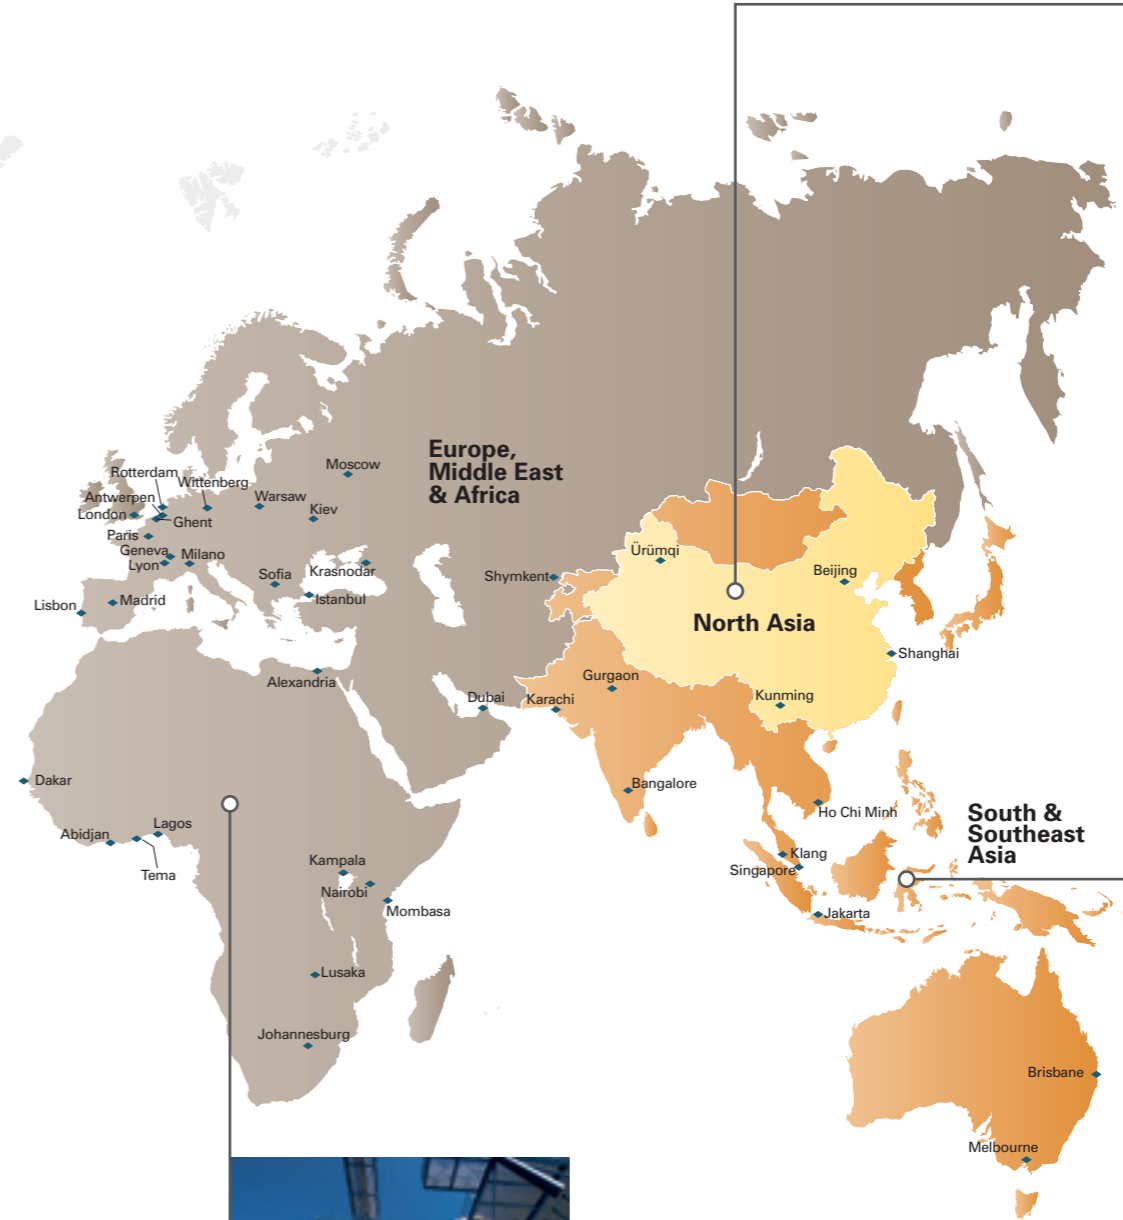 Europe,
Middle East
& Africa
Moscow
Rotterdam
Wittenberg
Antwerpen
Warsaw
London
Ghent
Kiev
Paris
Geneva
Milano
Lyon
Sofia
Krasnodar
Istanbul
Lisbon
Madrid
Shymkent
Ürümqi
Beijing
North Asia
Shanghai
Alexandria
Dubai
Karachi
Gurgaon
Kunming
Dakar
Bangalore
Ho Chi Minh
South &
Southeast
Asia
Abidjan
Lagos
Tema
Kampala
Nairobi
Mombasa
Klang
Singapore
Jakarta
Lusaka
Johannesburg
Brisbane
Melbourne